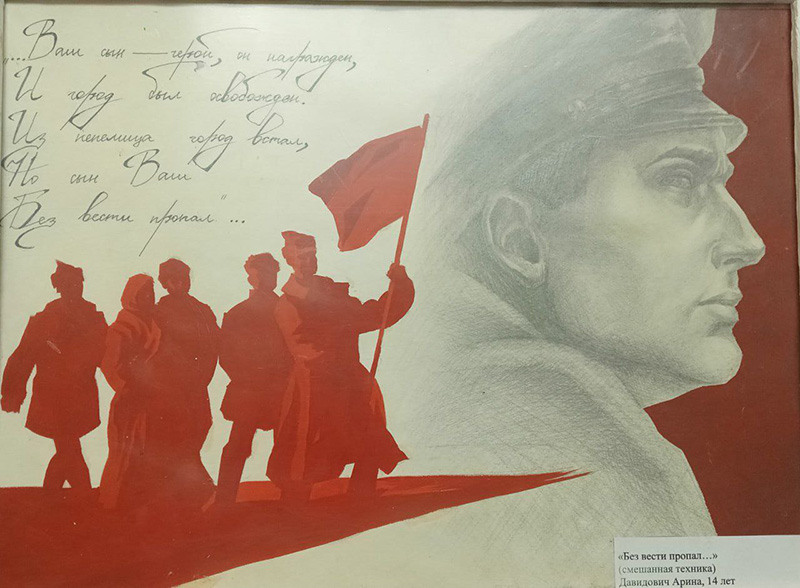 „...Ваш сын — герой, он награжден,
И город был освобожден.
Из пепелища город встал,
Но сын Ваш
Без вести пропал"...
«Без вести пропал…»
(смешанная техника)
Давидович Арина, 14 лет